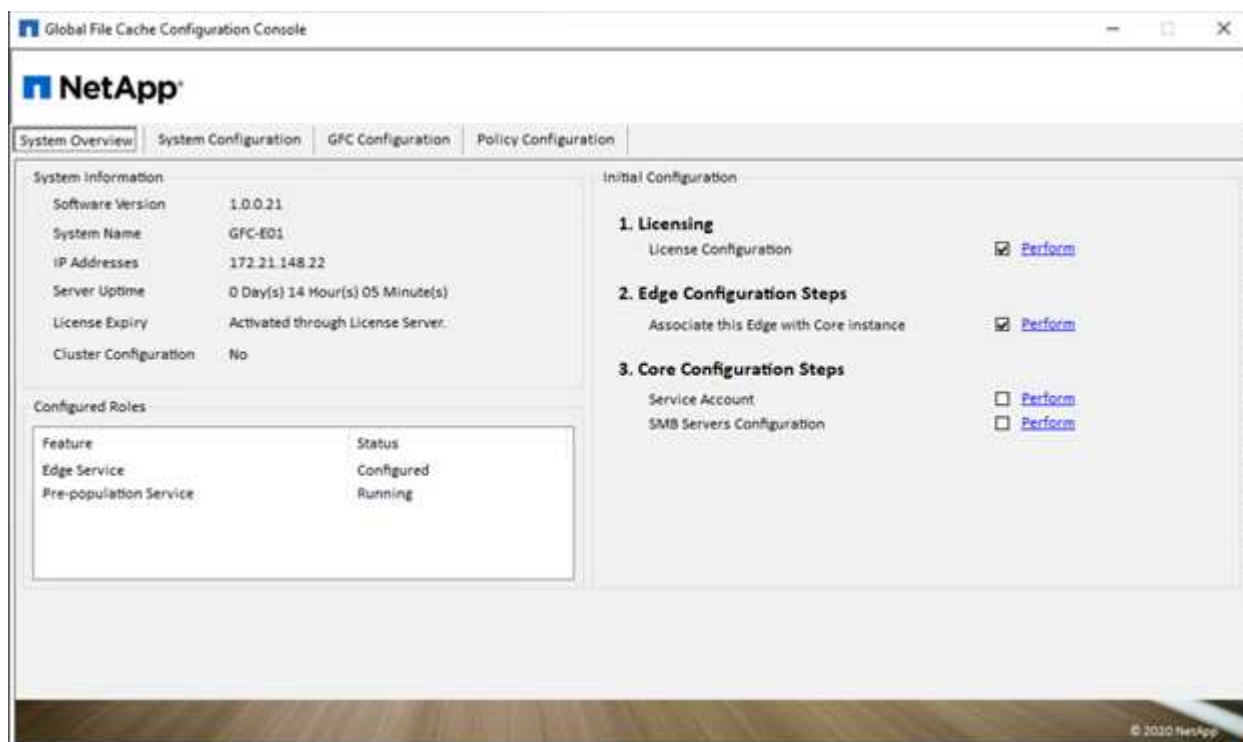 Global File Cache Configuration Console
NetApp
System Overview
System Configuration
GFC Configuration
Policy Configuration
System Information
Software Version 1.0.0.21
System Name GFC-E01
IP Addresses 172.21.148.22
Server Uptime 0 Day(s) 14 Hour(s) 05 Minute(s)
License Expiry Activated through License Server.
Cluster Configuration No
Configured Roles
Feature Status
Edge Service Configured
Pre-population Service Running
Initial Configuration
1. Licensing
License Configuration Perform
2. Edge Configuration Steps
Associate this Edge with Core instance Perform
3. Core Configuration Steps
Service Account Perform
SMB Servers Configuration Perform
© 2020 NetApp